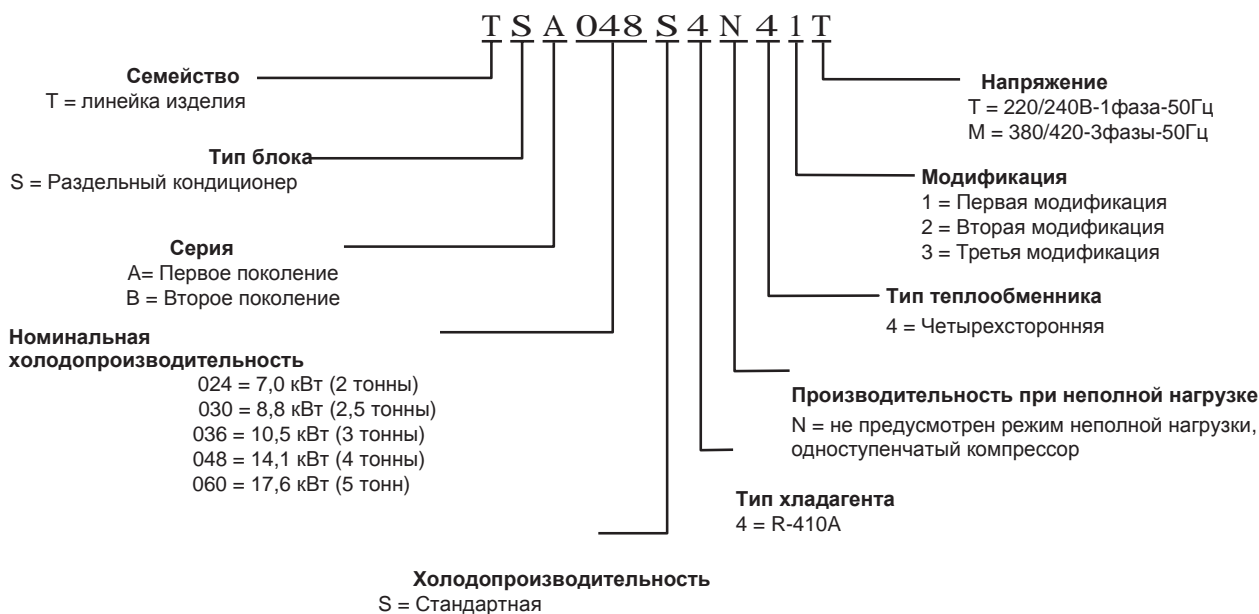 T S A 048 S 4 N 4 1 T
Семейство
Т = линейка изделия
Тип блока
S = Раздельный кондиционер
Серия
А= Первое поколение
В = Второе поколение
Номинальная
холодопроизводительность
024 = 7,0 кВт (2 тонны)
030 = 8,8 кВт (2,5 тонны)
036 = 10,5 кВт (3 тонны)
048 = 14,1 кВт (4 тонны)
060 = 17,6 кВт (5 тонн)
Холодопроизводительность
S = Стандартная
Тип хладагента
4 = R-410A
Производительность при неполной нагрузке
N = не предусмотрен режим неполной нагрузки,
одноступенчатый компрессор
Тип теплообменника
4 = Четырехсторонняя
Модификация
1 = Первая модификация
2 = Вторая модификация
3 = Третья модификация
Напряжение
Т = 220/240В-1фаза-50Гц
М = 380/420-3фазы-50Гц